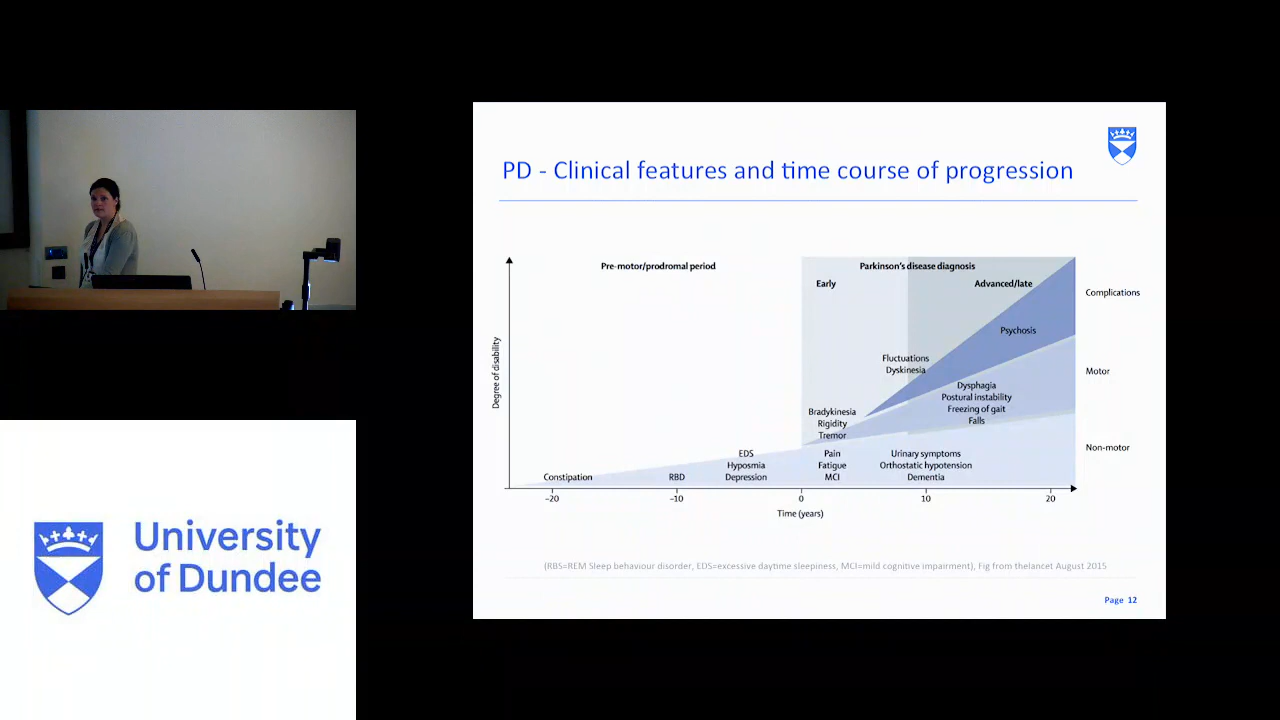 PD - Clinical features and time course of progression
Pre-motor/prodromal period
Parkinson's disease diagnosis
Early
Advanced/late
Complications
Psychosis
Degree of disability
Fluctuations
Dyskinesia
Motor
Dysphagia
Postural instability
Freezing of gait
Falls
Bradykinesia
Rigidity
Tremor
Non-motor
EDS
Hyposmia
Depression
Pain
Fatigue
MCI
Urinary symptoms
Orthostatic hypotension
Dementia
Constipation
RBD
−20
−10
0
10
20
Time (years)
(RBS=REM Sleep behaviour disorder, EDS=excessive daytime sleepiness, MCI=mild cognitive impairment), Fig from thelancet August 2015
Page 12
University
of Dundee